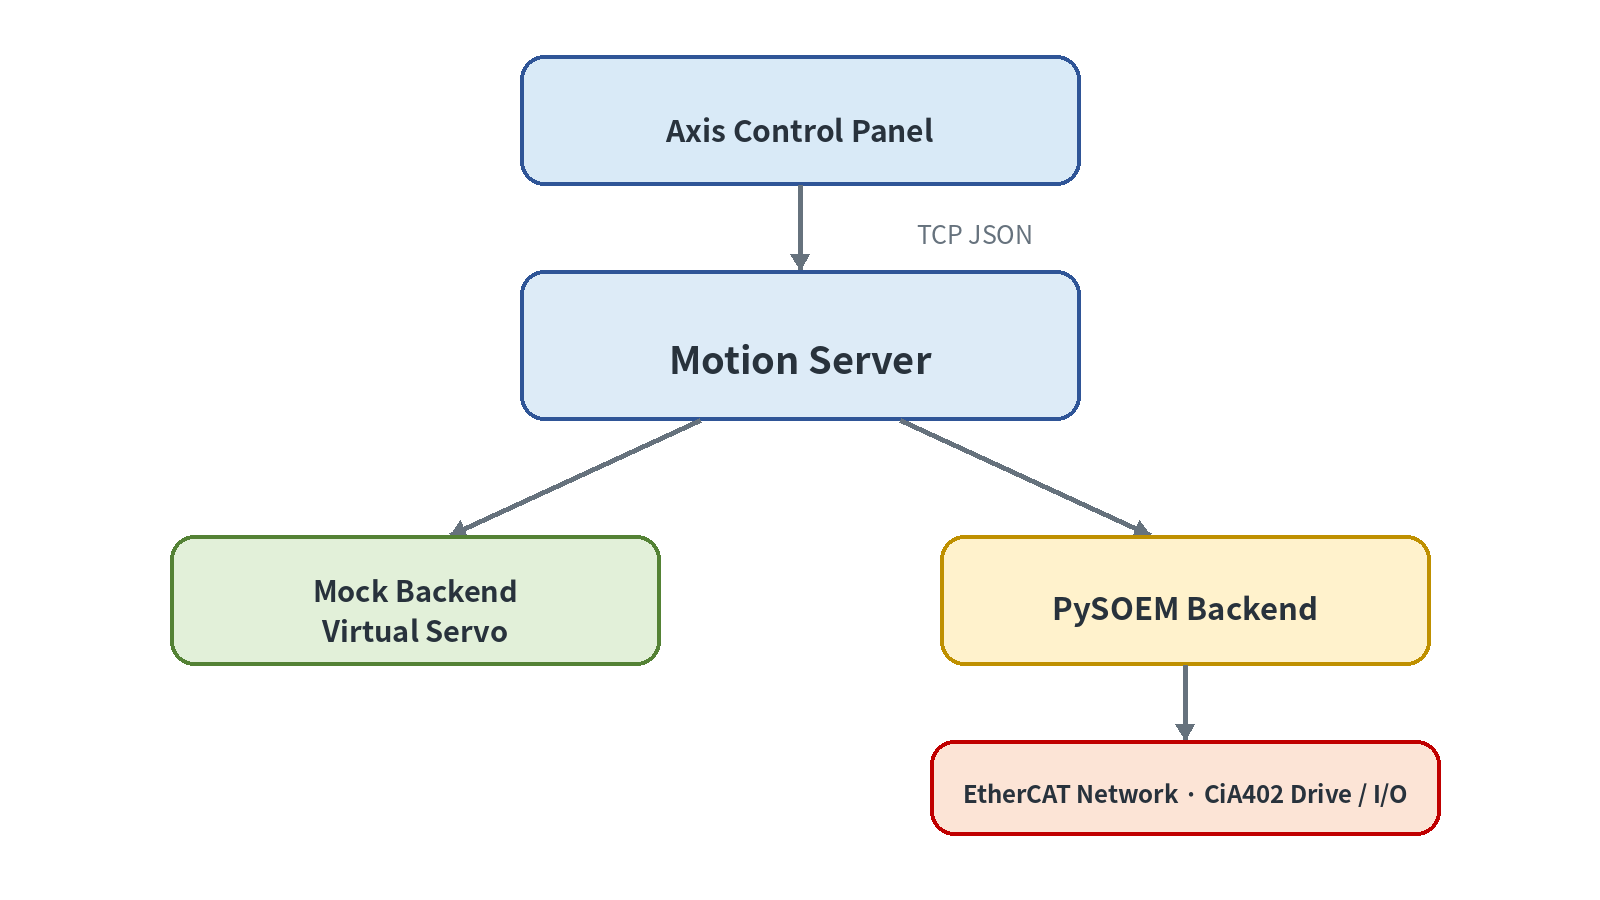 Axis Control Panel
TCP JSON
Motion Server
Mock Backend
Virtual Servo
PySOEM Backend
EtherCAT Network · CiA402 Drive / I/O